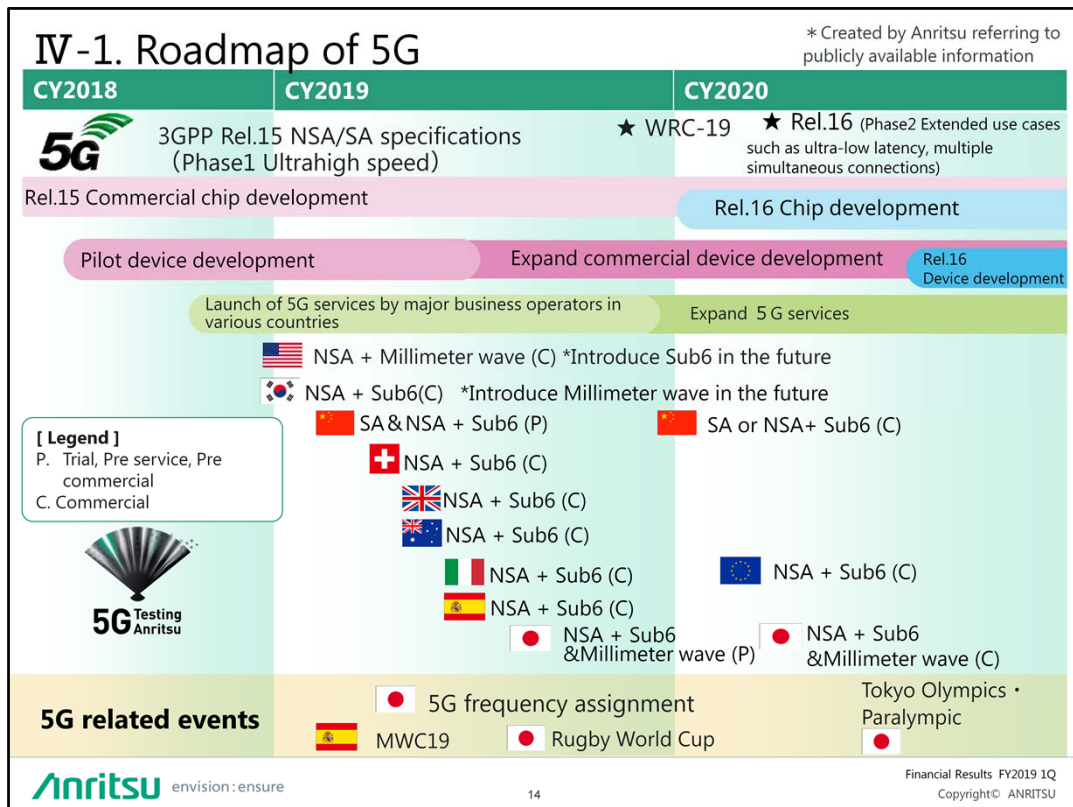 Ⅳ-1. Roadmap of 5G
* Created by Anritsu referring to
publicly available information
CY2018
CY2019
CY2020
5G
3GPP Rel.15 NSA/SA specifications
（Phase1 Ultrahigh speed）
★ WRC-19
★ Rel.16 (Phase2 Extended use cases
such as ultra-low latency, multiple
simultaneous connections)
Rel.15 Commercial chip development
Rel.16 Chip development
Pilot device development
Expand commercial device development
Rel.16
Device development
Launch of 5G services by major business operators in
various countries
Expand ５G services
NSA + Millimeter wave (C) *Introduce Sub6 in the future
NSA + Sub6(C) *Introduce Millimeter wave in the future
SA＆NSA + Sub6 (P)
SA or NSA+ Sub6 (C)
[ Legend ]
P. Trial, Pre service, Pre
commercial
C. Commercial
NSA + Sub6 (C)
NSA + Sub6 (C)
NSA + Sub6 (C)
NSA + Sub6 (C)
NSA + Sub6 (C)
NSA + Sub6 (C)
5G Testing
Anritsu
NSA + Sub6
&Millimeter wave (P)
NSA + Sub6
&Millimeter wave (C)
5G related events
5G frequency assignment
Tokyo Olympics・
Paralympic
MWC19
Rugby World Cup
Anritsu envision : ensure
14
Financial Results FY2019 1Q
Copyright© ANRITSU